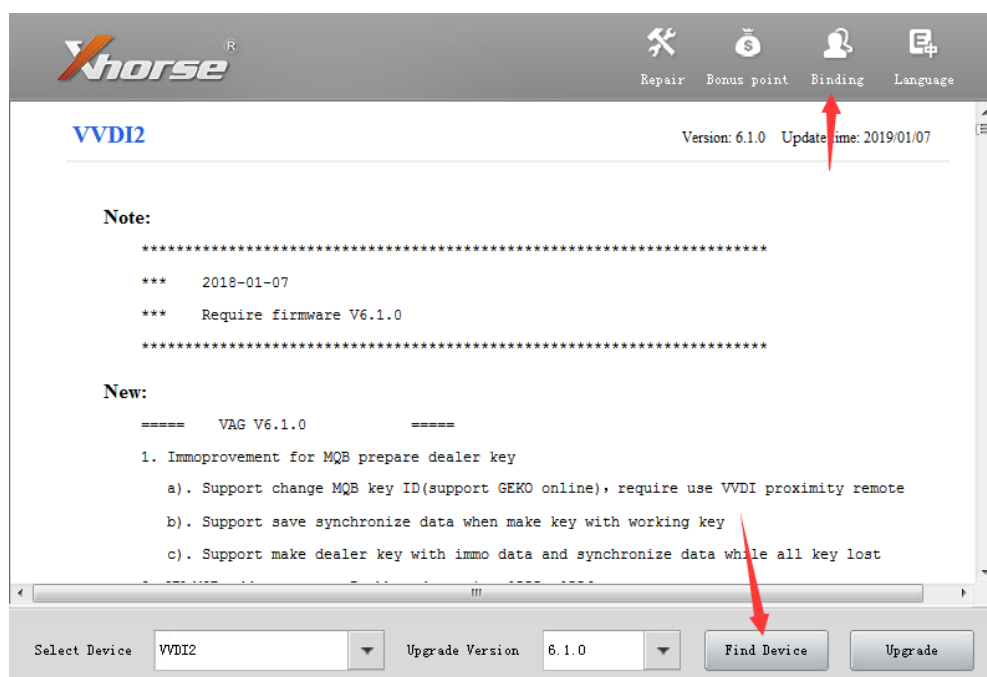 Xhorse®
Repair Bonus point Binding Language
VVDI2
Version: 6.1.0 Update time: 2019/01/07
Note:
************************************************************************
*** 2018-01-07
*** Require firmware V6.1.0
************************************************************************
New:
===== VAG V6.1.0 =====
1. Immoprovement for MQB prepare dealer key
a). Support change MQB key ID(support GEKO online), require use VVDI proximity remote
b). Support save synchronize data when make key with working key
c). Support make dealer key with immo data and synchronize data while all key lost
Select Device VVDI2 Upgrade Version 6.1.0 Find Device Upgrade